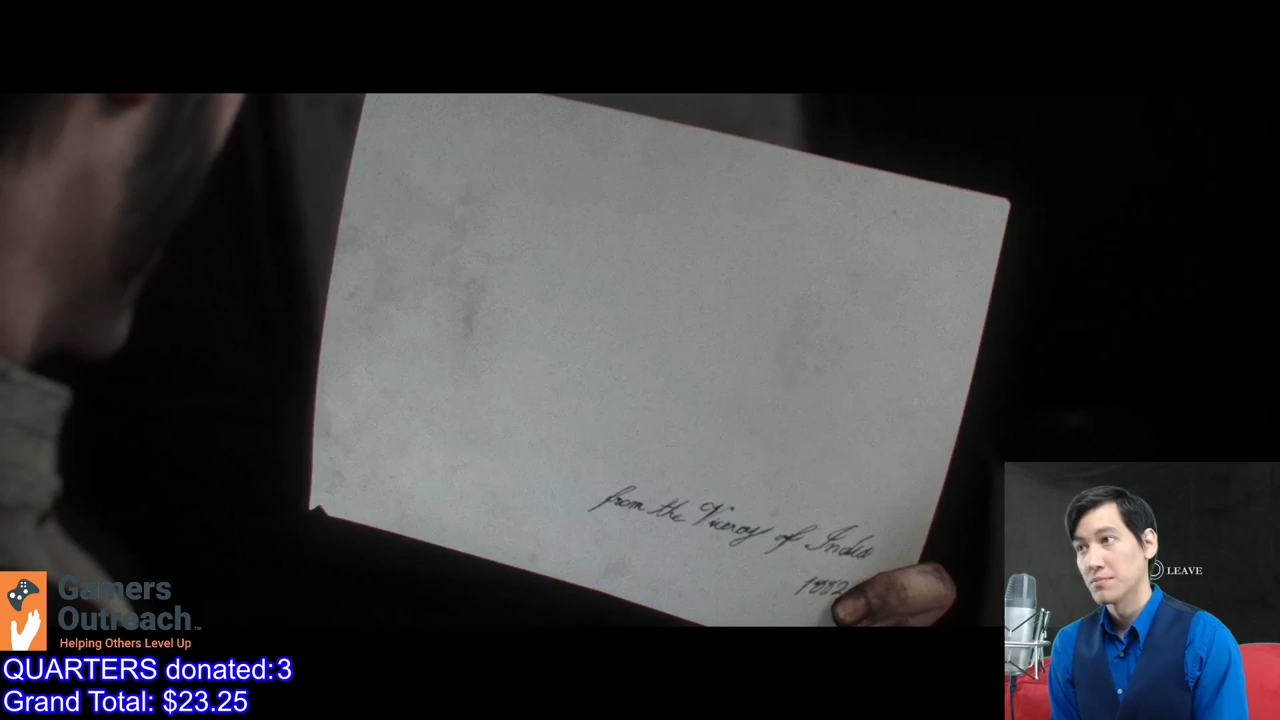 from the Viceroy of India
1882
LEAVE
Gamers
Outreach™
Helping Others Level Up
QUARTERS donated:3
Grand Total: $23.25